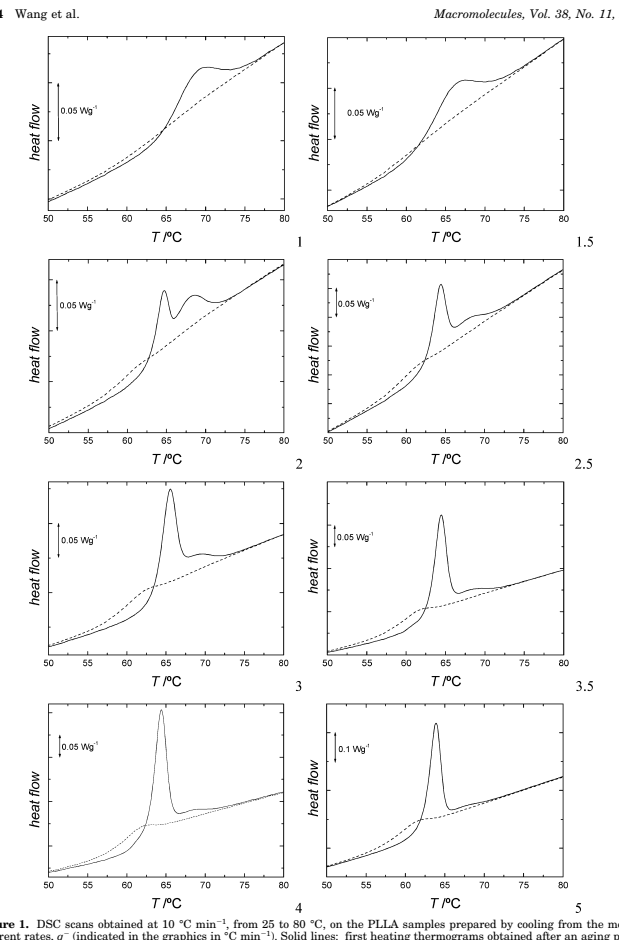 4 Wang et al.
Macromolecules, Vol. 38, No. 11,
heat flow
0.05 Wg⁻¹
50 55 60 65 70 75 80
T /ºC
1
heat flow
0.05 Wg⁻¹
50 55 60 65 70 75 80
T /ºC
1.5
heat flow
0.05 Wg⁻¹
50 55 60 65 70 75 80
T /ºC
2
heat flow
0.05 Wg⁻¹
50 55 60 65 70 75 80
T /ºC
2.5
heat flow
0.05 Wg⁻¹
50 55 60 65 70 75 80
T /ºC
3
heat flow
0.05 Wg⁻¹
50 55 60 65 70 75 80
T /ºC
3.5
heat flow
0.05 Wg⁻¹
50 55 60 65 70 75 80
T /ºC
4
heat flow
0.1 Wg⁻¹
50 55 60 65 70 75 80
T /ºC
5
ure 1. DSC scans obtained at 10 °C min⁻¹, from 25 to 80 °C, on the PLLA samples prepared by cooling from the me
erent rates, q⁻ (indicated in the graphics in °C min⁻¹). Solid lines: first heating thermograms obtained after an aging p